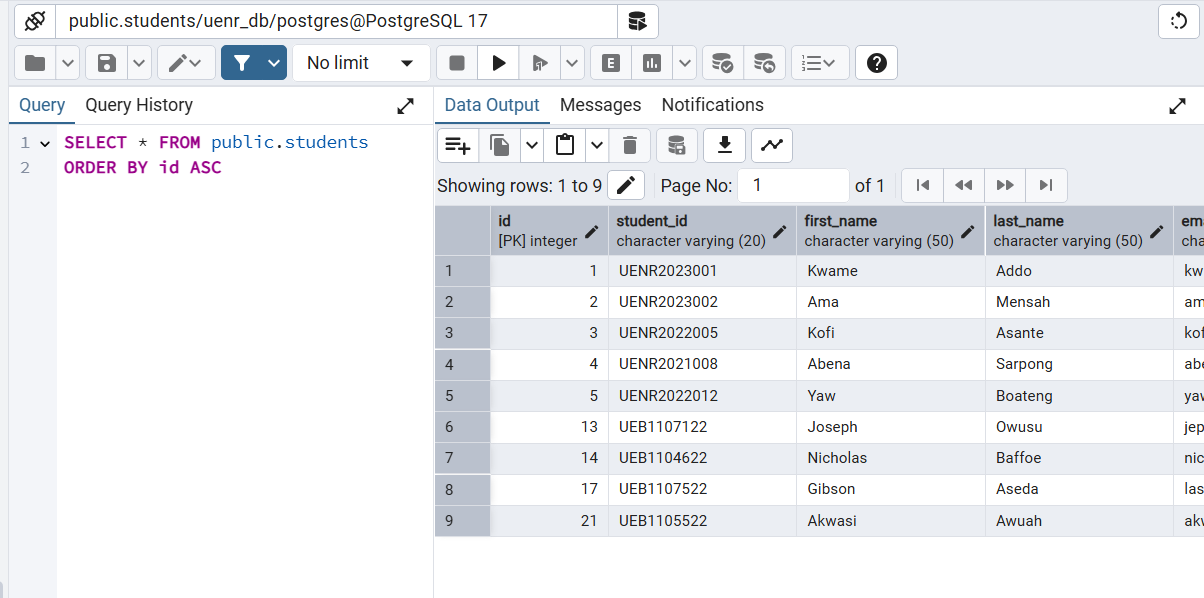 public.students/uenr_db/postgres@PostgreSQL 17
No limit
E
Query Query History
Data Output Messages Notifications
1 SELECT * FROM public.students
2 ORDER BY id ASC
Showing rows: 1 to 9 Page No: 1 of 1
id student_id first_name last_name ema
[PK] integer character varying (20) character varying (50) character varying (50) cha
1 1 UENR2023001 Kwame Addo kw
2 2 UENR2023002 Ama Mensah am
3 3 UENR2022005 Kofi Asante kof
4 4 UENR2021008 Abena Sarpong abe
5 5 UENR2022012 Yaw Boateng yaw
6 13 UEB1107122 Joseph Owusu jep
7 14 UEB1104622 Nicholas Baffoe nic
8 17 UEB1107522 Gibson Aseda las
9 21 UEB1105522 Akwasi Awuah akw